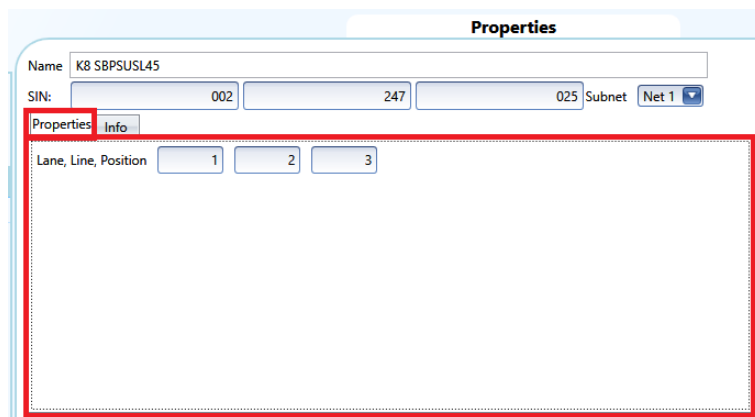 Properties
Name K8 SBPSUSL45
SIN: 002 247 025 Subnet Net 1
Properties Info
Lane, Line, Position 1 2 3